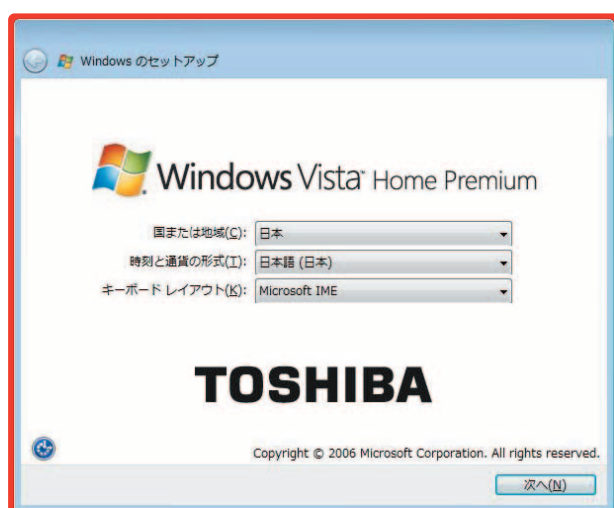 Windows のセットアップ
Windows Vista™ Home Premium
国または地域(C): 日本
時刻と通貨の形式(T): 日本語 (日本)
キーボード レイアウト(K): Microsoft IME
TOSHIBA
Copyright © 2006 Microsoft Corporation. All rights reserved.
次へ(N)